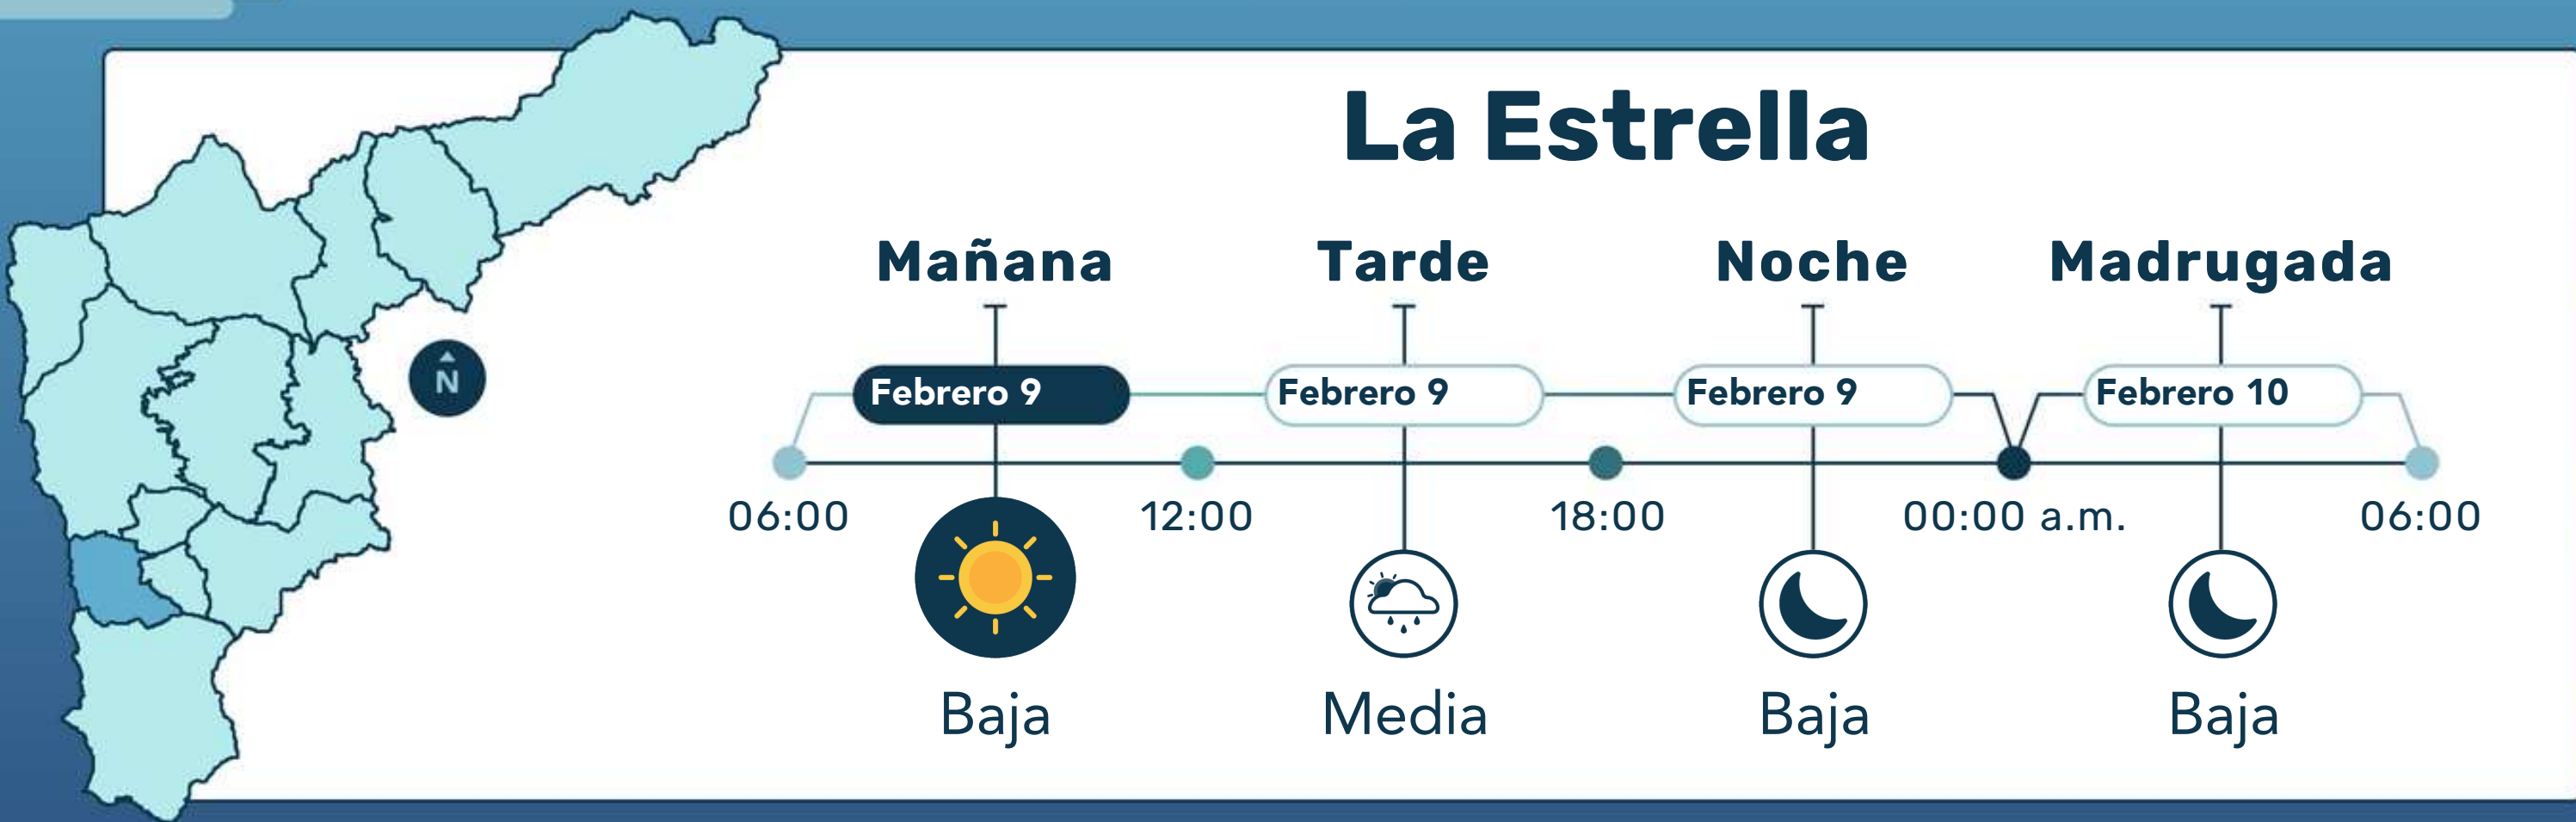 La Estrella
Mañana Tarde Noche Madrugada
Febrero 9 Febrero 9 Febrero 9 Febrero 10
N
06:00 12:00 18:00 00:00 a.m. 06:00
Baja Media Baja Baja